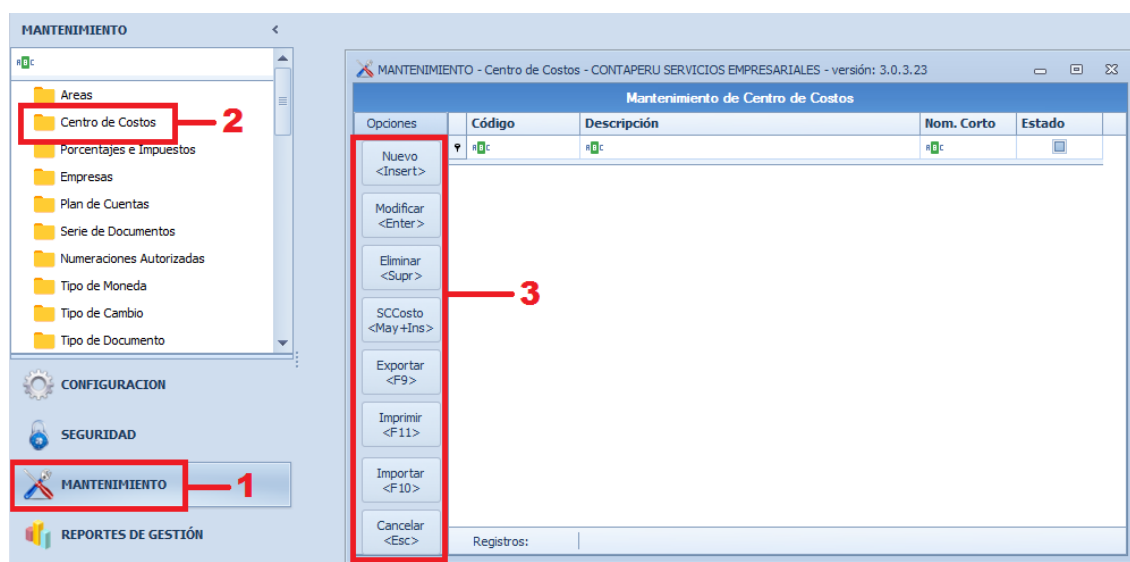 MANTENIMIENTO
Areas
Centro de Costos
2
Porcentajes e Impuestos
Empresas
Plan de Cuentas
Serie de Documentos
Numeraciones Autorizadas
Tipo de Moneda
Tipo de Cambio
Tipo de Documento
CONFIGURACION
SEGURIDAD
MANTENIMIENTO
1
REPORTES DE GESTIÓN
MANTENIMIENTO - Centro de Costos - CONTAPERU SERVICIOS EMPRESARIALES - versión: 3.0.3.23
Mantenimiento de Centro de Costos
Opciones Código Descripción Nom. Corto Estado
Nuevo
<Insert>
Modificar
<Enter>
Eliminar
<Supr>
3
SCCosto
<May+Ins>
Exportar
<F9>
Imprimir
<F11>
Importar
<F10>
Cancelar
<Esc>
Registros: